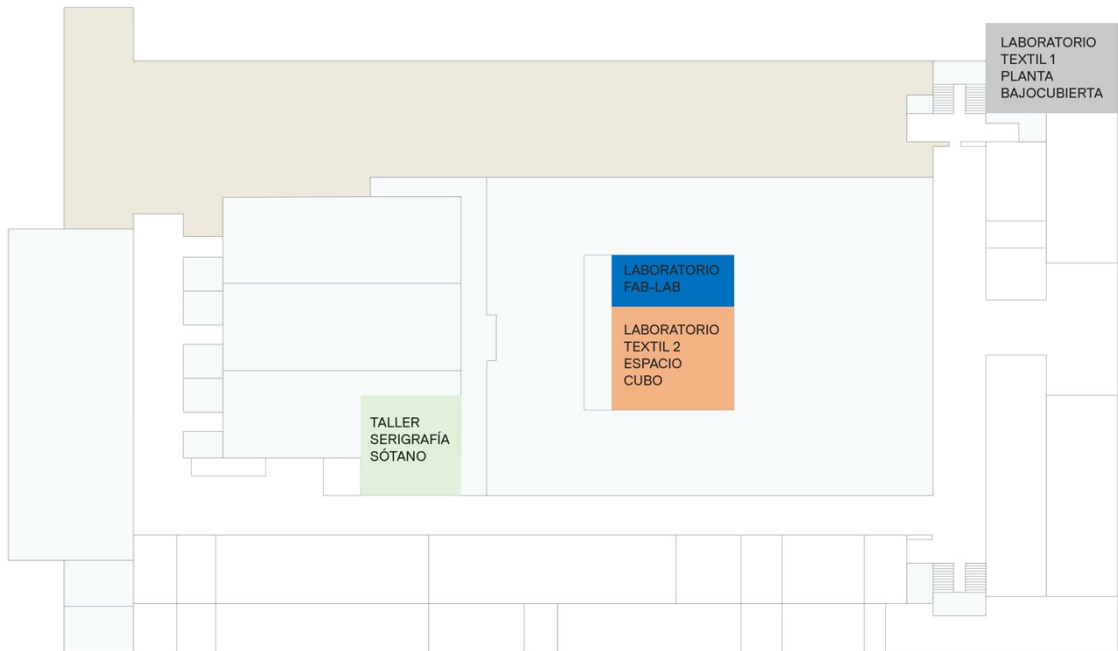 LABORATORIO
TEXTIL 1
PLANTA
BAJOCUBIERTA
LABORATORIO
FAB-LAB
LABORATORIO
TEXTIL 2
ESPACIO
CUBO
TALLER
SERIGRAFÍA
SÓTANO